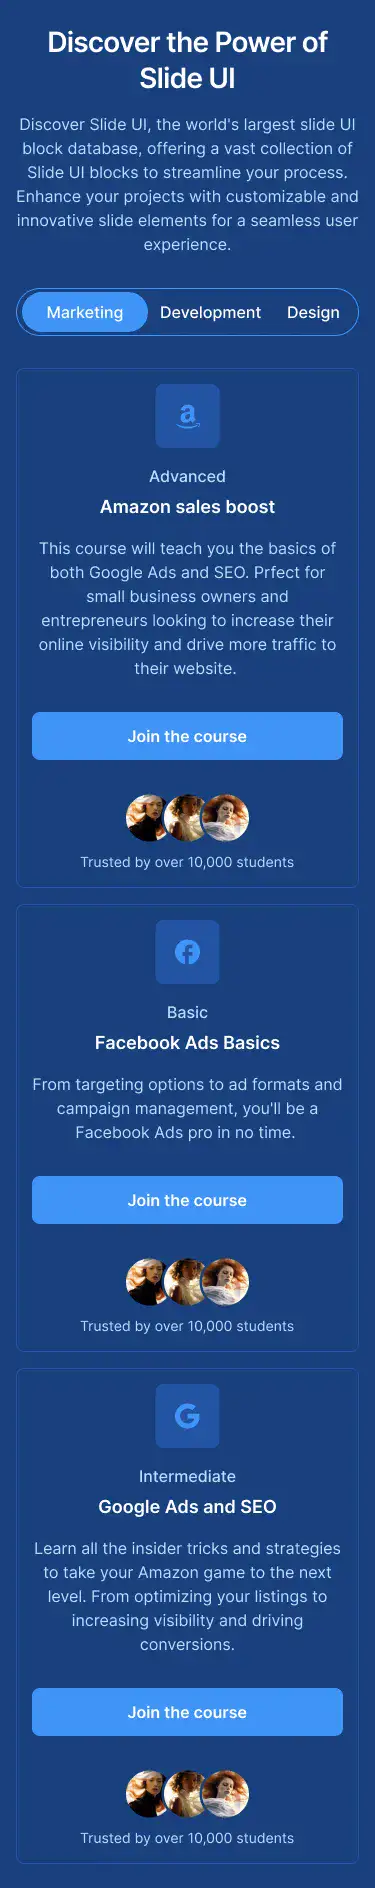 Discover the Power of
Slide UI
Discover Slide UI, the world's largest slide UI
block database, offering a vast collection of
Slide UI blocks to streamline your process.
Enhance your projects with customizable and
innovative slide elements for a seamless user
experience.
Marketing Development Design
Advanced
Amazon sales boost
This course will teach you the basics of
both Google Ads and SEO. Prfect for
small business owners and
entrepreneurs looking to increase their
online visibility and drive more traffic to
their website.
Join the course
Trusted by over 10,000 students
Basic
Facebook Ads Basics
From targeting options to ad formats and
campaign management, you'll be a
Facebook Ads pro in no time.
Join the course
Trusted by over 10,000 students
Intermediate
Google Ads and SEO
Learn all the insider tricks and strategies
to take your Amazon game to the next
level. From optimizing your listings to
increasing visibility and driving
conversions.
Join the course
Trusted by over 10,000 students